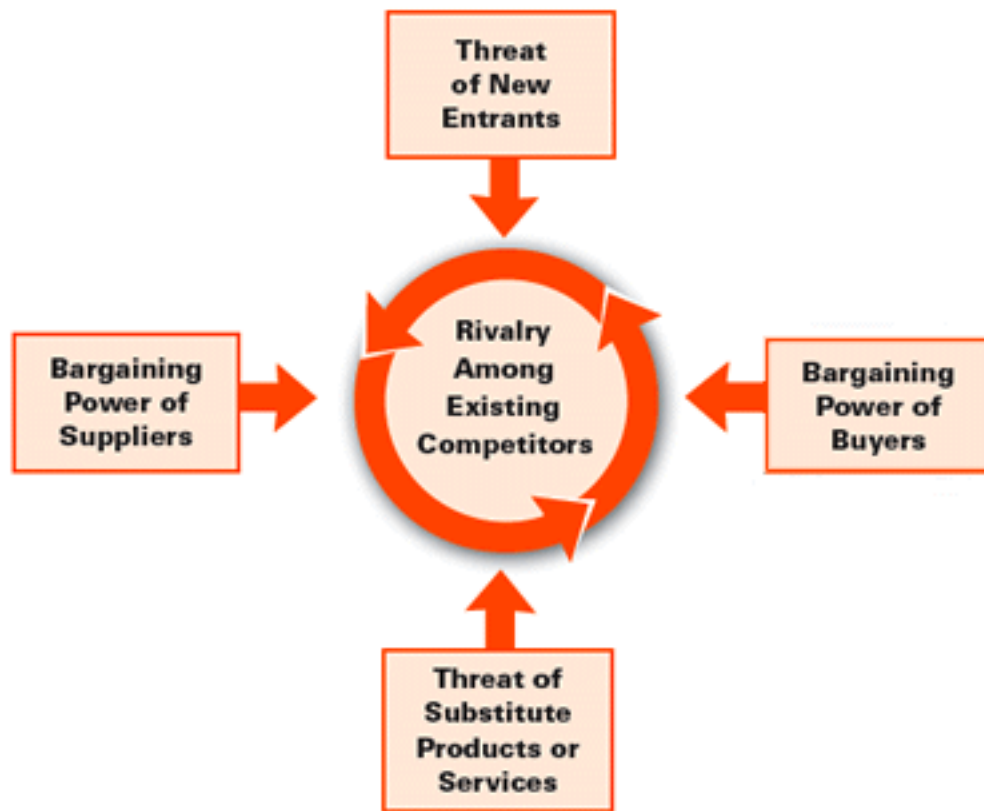 Threat
of New
Entrants
Bargaining
Power of
Suppliers
Rivalry
Among
Existing
Competitors
Bargaining
Power of
Buyers
Threat of
Substitute
Products or
Services